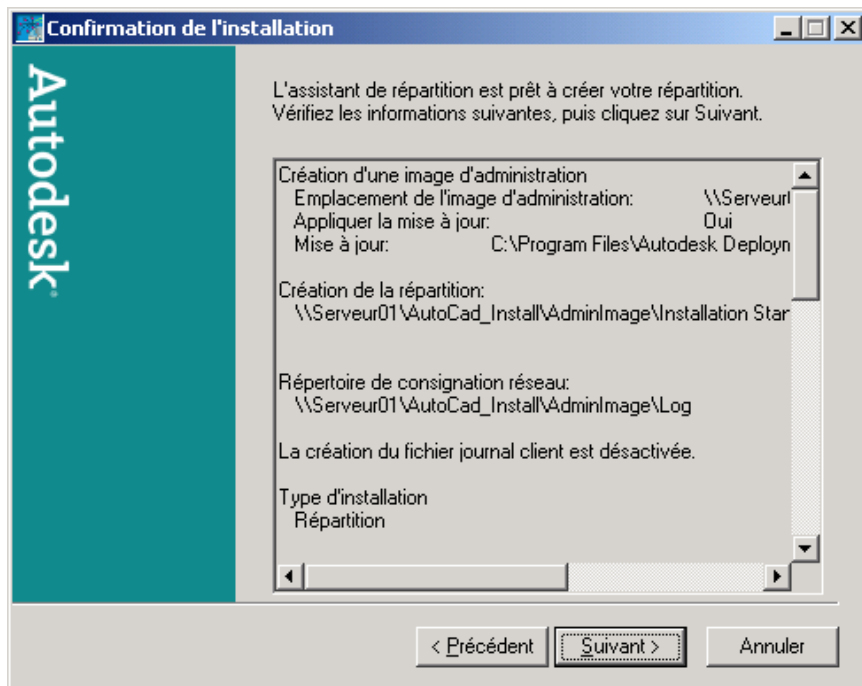 Confirmation de l'installation
Autodesk
L'assistant de répartition est prêt à créer votre répartition.
Vérifiez les informations suivantes, puis cliquez sur Suivant.
Création d'une image d'administration
Emplacement de l'image d'administration: \\Serveur
Appliquer la mise à jour: Oui
Mise à jour: C:\Program Files\Autodesk Deploym
Création de la répartition:
\\Serveur01\AutoCad_Install\AdminImage\Installation Star
Répertoire de consignation réseau:
\\Serveur01\AutoCad_Install\AdminImage\Log
La création du fichier journal client est désactivée.
Type d'installation
Répartition
< Précédent Suivant > Annuler